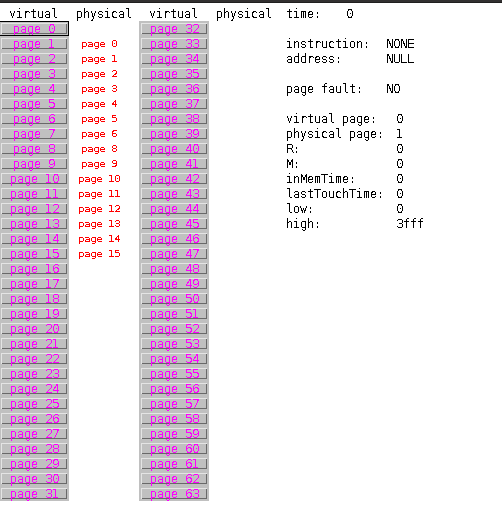 virtual physical virtual physical time: 0
page 0 page 32
page 1 page 0 page 33 instruction: NONE
page 2 page 1 page 34 address: NULL
page 3 page 2 page 35
page 4 page 3 page 36 page fault: NO
page 5 page 4 page 37
page 6 page 5 page 38 virtual page: 0
page 7 page 6 page 39 physical page: 1
page 8 page 8 page 40 R: 0
page 9 page 9 page 41 M: 0
page 10 page 10 page 42 inMemTime: 0
page 11 page 11 page 43 lastTouchTime: 0
page 12 page 12 page 44 low: 0
page 13 page 13 page 45 high: 3fff
page 14 page 14 page 46
page 15 page 15 page 47
page 16 page 48
page 17 page 49
page 18 page 50
page 19 page 51
page 20 page 52
page 21 page 53
page 22 page 54
page 23 page 55
page 24 page 56
page 25 page 57
page 26 page 58
page 27 page 59
page 28 page 60
page 29 page 61
page 30 page 62
page 31 page 63